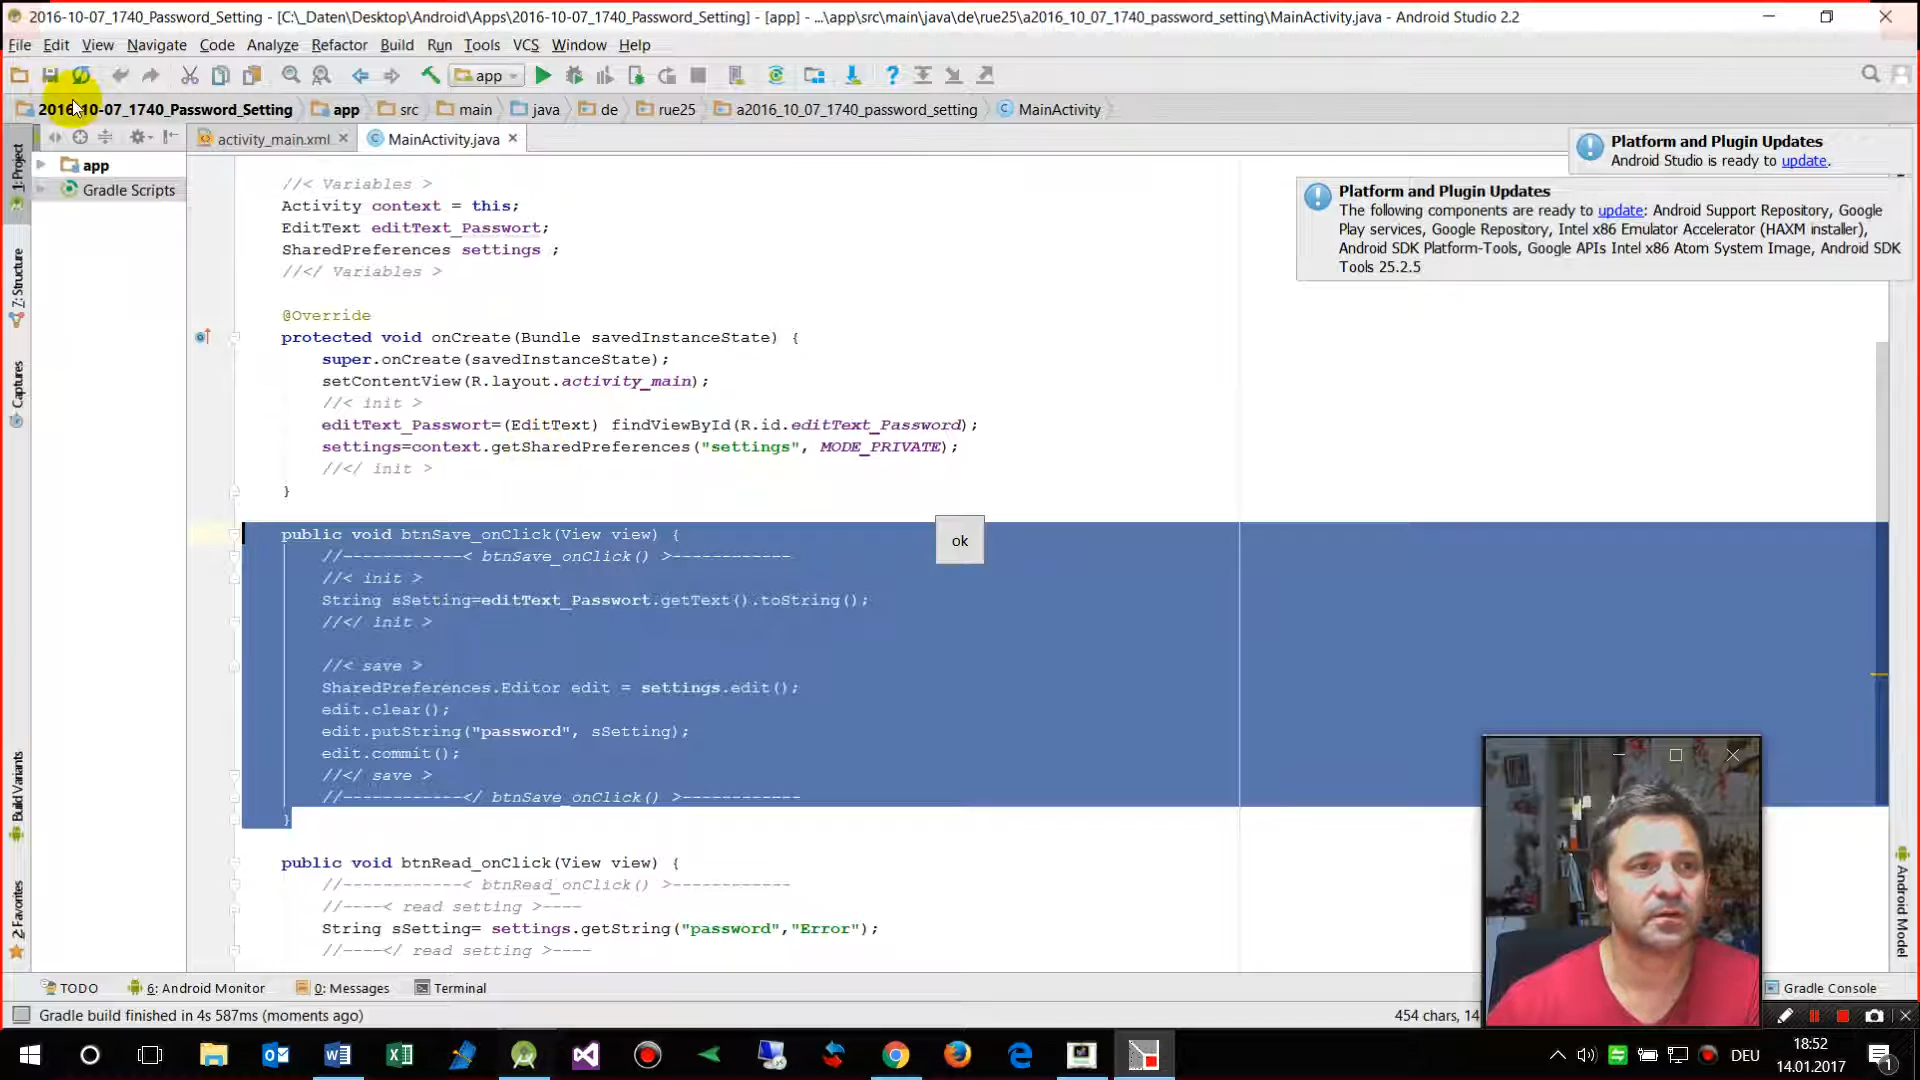 2016-10-07_1740_Password_Setting - [C:\_Daten\Desktop\Android\Apps\2016-10-07_1740_Password_Setting] - [app] - ...\app\src\main\java\de\rue25\a2016_10_07_1740_password_setting\MainActivity.java - Android Studio 2.2
File Edit View Navigate Code Analyze Refactor Build Run Tools VCS Window Help
app
2016-10-07_1740_Password_Setting app src main java de rue25 a2016_10_07_1740_password_setting MainActivity
activity_main.xml MainActivity.java
1: Project
7: Structure
Captures
Build Variants
2: Favorites
app
Gradle Scripts
Platform and Plugin Updates
Android Studio is ready to update.
Platform and Plugin Updates
The following components are ready to update: Android Support Repository, Google
Play services, Google Repository, Intel x86 Emulator Accelerator (HAXM installer),
Android SDK Platform-Tools, Google APIs Intel x86 Atom System Image, Android SDK
Tools 25.2.5
//< Variables >
Activity context = this;
EditText editText_Passwort;
SharedPreferences settings ;
//</ Variables >
@Override
protected void onCreate(Bundle savedInstanceState) {
super.onCreate(savedInstanceState);
setContentView(R.layout.activity_main);
//< init >
editText_Passwort=(EditText) findViewById(R.id.editText_Password);
settings=context.getSharedPreferences("settings", MODE_PRIVATE);
//</ init >
}
public void btnSave_onClick(View view) {
//------------< btnSave_onClick() >------------
//< init >
String sSetting=editText_Passwort.getText().toString();
//</ init >
//< save >
SharedPreferences.Editor edit = settings.edit();
edit.clear();
edit.putString("password", sSetting);
edit.commit();
//</ save >
//------------</ btnSave_onClick() >------------
}
ok
public void btnRead_onClick(View view) {
//------------< btnRead_onClick() >------------
//----< read setting >----
String sSetting= settings.getString("password","Error");
//----</ read setting >----
Android Model
TODO 6: Android Monitor 0: Messages Terminal Gradle Console
Gradle build finished in 4s 587ms (moments ago) 454 chars, 14
DEU
18:52
14.01.2017
1